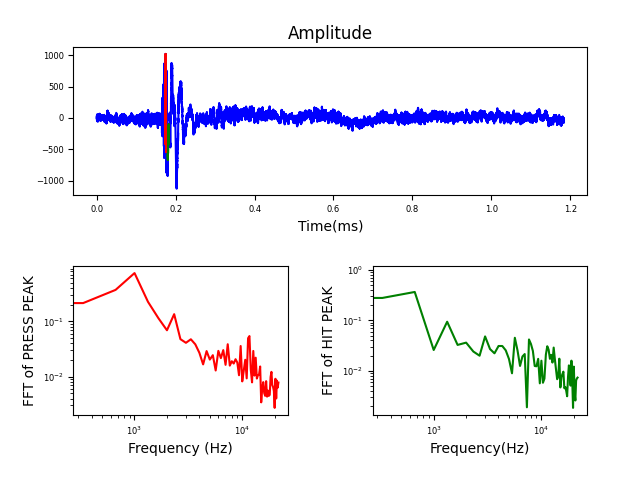 Amplitude
1000
500
0
−500
−1000
0.0 0.2 0.4 0.6 0.8 1.0 1.2
Time(ms)
FFT of PRESS PEAK
10⁻¹
10⁻²
10³ 10⁴
Frequency (Hz)
FFT of HIT PEAK
10⁰
10⁻¹
10⁻²
10³ 10⁴
Frequency(Hz)